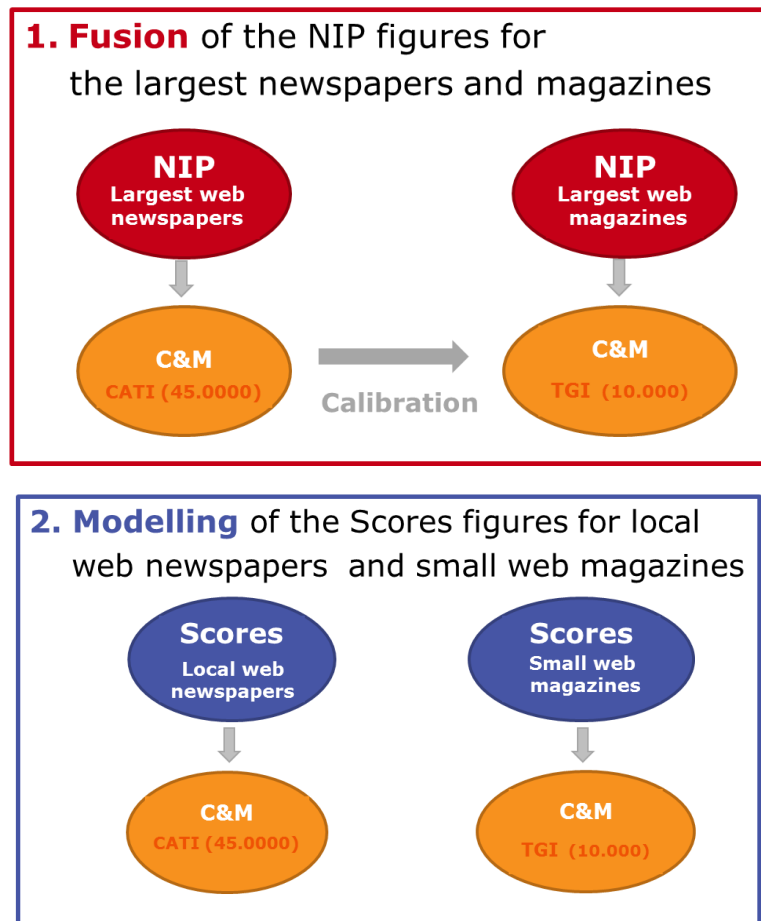 1. Fusion of the NIP figures for
the largest newspapers and magazines
NIP
Largest web
newspapers
NIP
Largest web
magazines
C&M
CATI (45.0000)
Calibration
C&M
TGI (10.000)
2. Modelling of the Scores figures for local
web newspapers and small web magazines
Scores
Local web
newspapers
Scores
Small web
magazines
C&M
CATI (45.0000)
C&M
TGI (10.000)